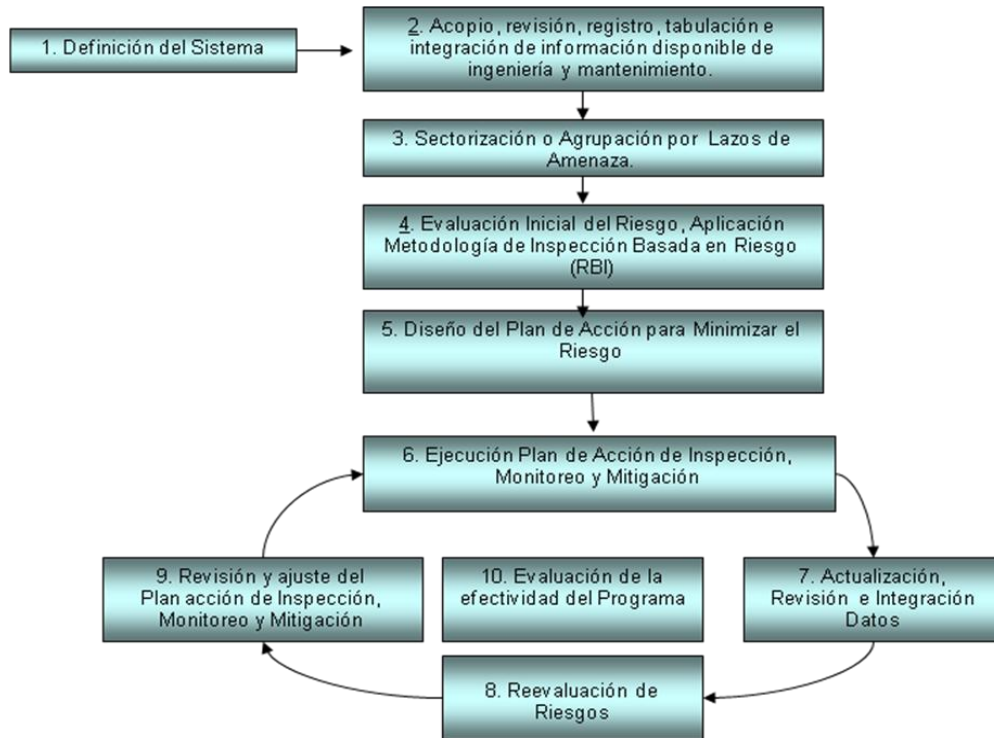 1. Definición del Sistema
2. Acopio, revisión, registro, tabulación e
integración de información disponible de
ingeniería y mantenimiento.
3. Sectorización o Agrupación por Lazos de
Amenaza.
4. Evaluación Inicial del Riesgo, Aplicación
Metodología de Inspección Basada en Riesgo
(RBI)
5. Diseño del Plan de Acción para Minimizar el
Riesgo
6. Ejecución Plan de Acción de Inspección,
Monitoreo y Mitigación
7. Actualización,
Revisión e Integración
Datos
8. Reevaluación de
Riesgos
9. Revisión y ajuste del
Plan acción de Inspección,
Monitoreo y Mitigación
10. Evaluación de la
efectividad del Programa